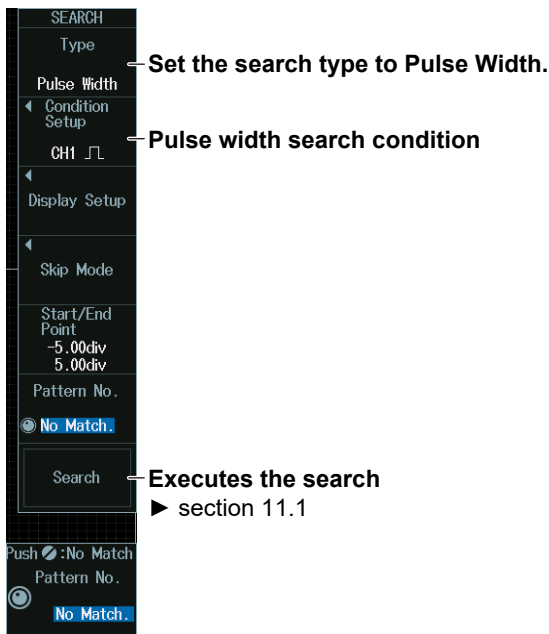 SEARCH
Type
Set the search type to Pulse Width.
Pulse Width
Condition
Setup
Pulse width search condition
CH1
Display Setup
Skip Mode
Start/End
Point
-5.00div
5.00div
Pattern No.
No Match.
Search
Executes the search
► section 11.1
Push :No Match
Pattern No.
No Match.